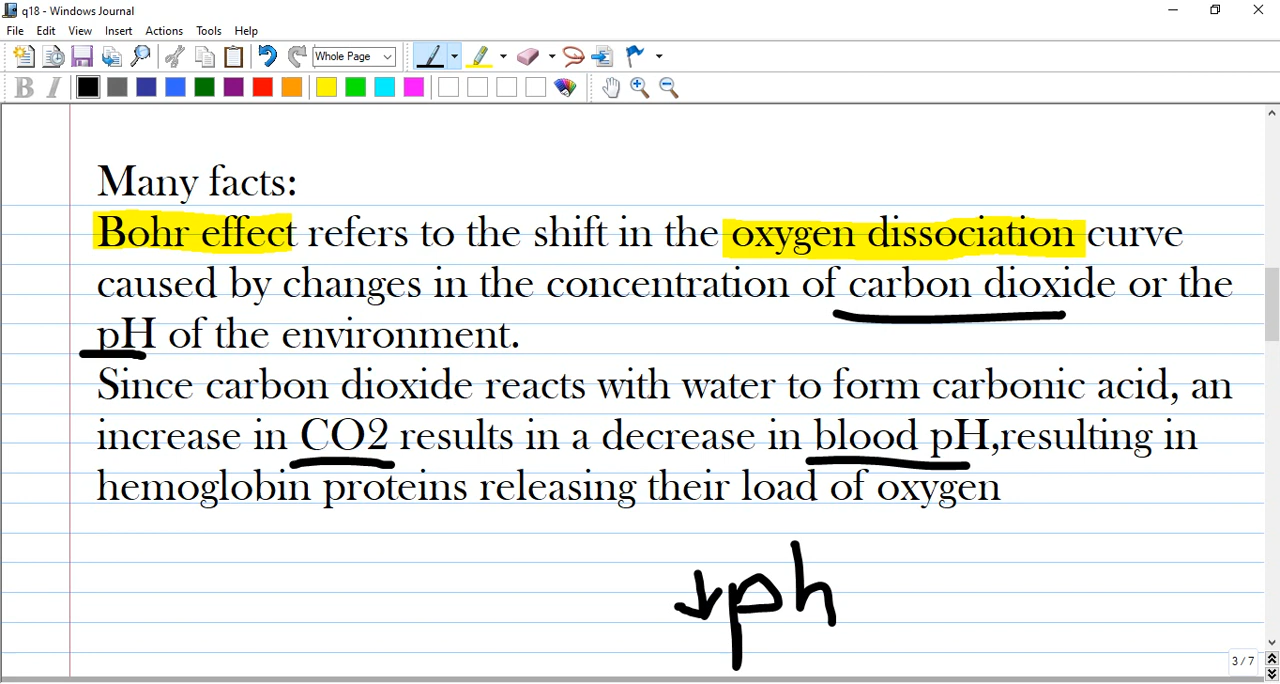 q18 - Windows Journal
File Edit View Insert Actions Tools Help
Whole Page
B I
Many facts:
Bohr effect refers to the shift in the oxygen dissociation curve
caused by changes in the concentration of carbon dioxide or the
pH of the environment.
Since carbon dioxide reacts with water to form carbonic acid, an
increase in CO2 results in a decrease in blood pH,resulting in
hemoglobin proteins releasing their load of oxygen
↓ph
3 / 7